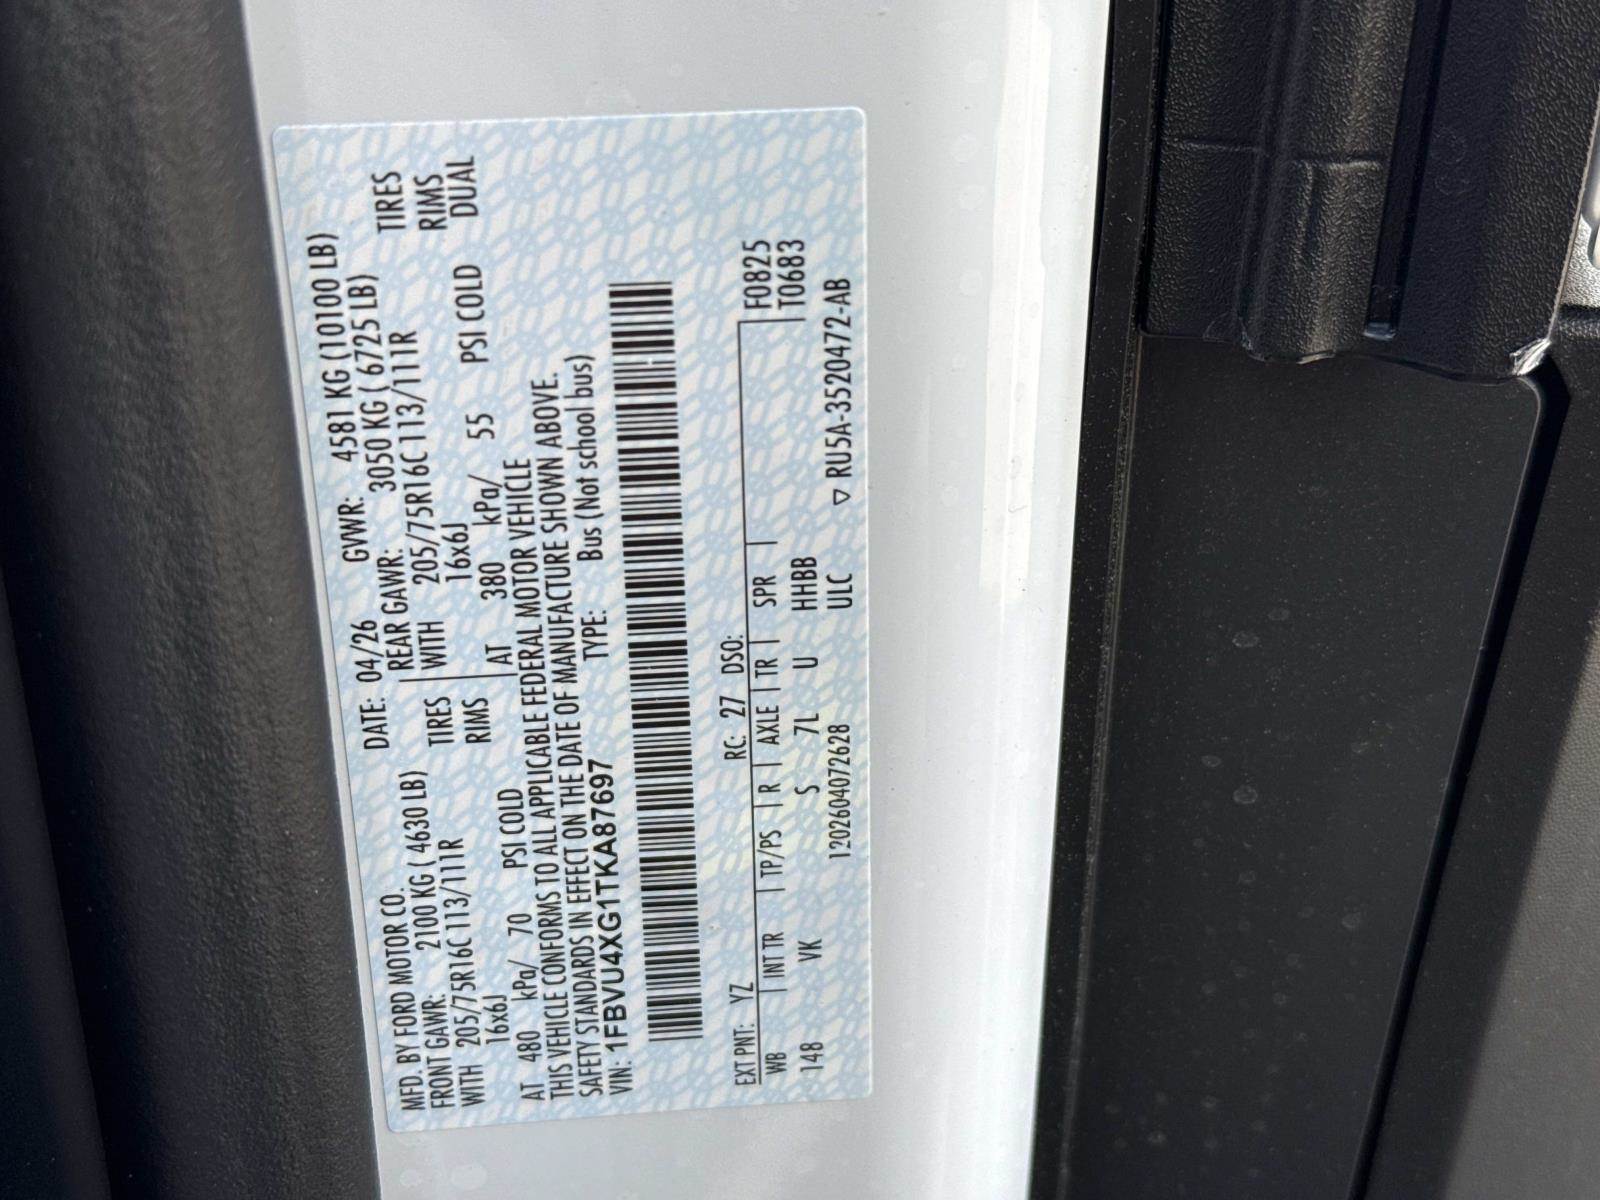 MFD. BY FORD MOTOR CO. DATE: 04/26 GVWR: 4581 KG (10100 LB)
FRONT GAWR: 2100 KG ( 4630 LB) REAR GAWR: 3050 KG ( 6725 LB)
WITH 205/75R16C 113/111R TIRES WITH 205/75R16C 113/111R TIRES
16x6J RIMS 16x6J RIMS
AT 480 kPa/ 70 PSI COLD AT 380 kPa/ 55 PSI COLD DUAL
THIS VEHICLE CONFORMS TO ALL APPLICABLE FEDERAL MOTOR VEHICLE
SAFETY STANDARDS IN EFFECT ON THE DATE OF MANUFACTURE SHOWN ABOVE.
VIN: 1FBVU4XG1TKA87697 TYPE: Bus (Not school bus)
EXT PNT: YZ RC: 27 DSO: F0825
WB | INT TR | TP/PS | R | AXLE | TR | SPR | T0683
148 VK S 7L U HHBB
ULC
1202604072628 ▽ RU5A-3520472-AB